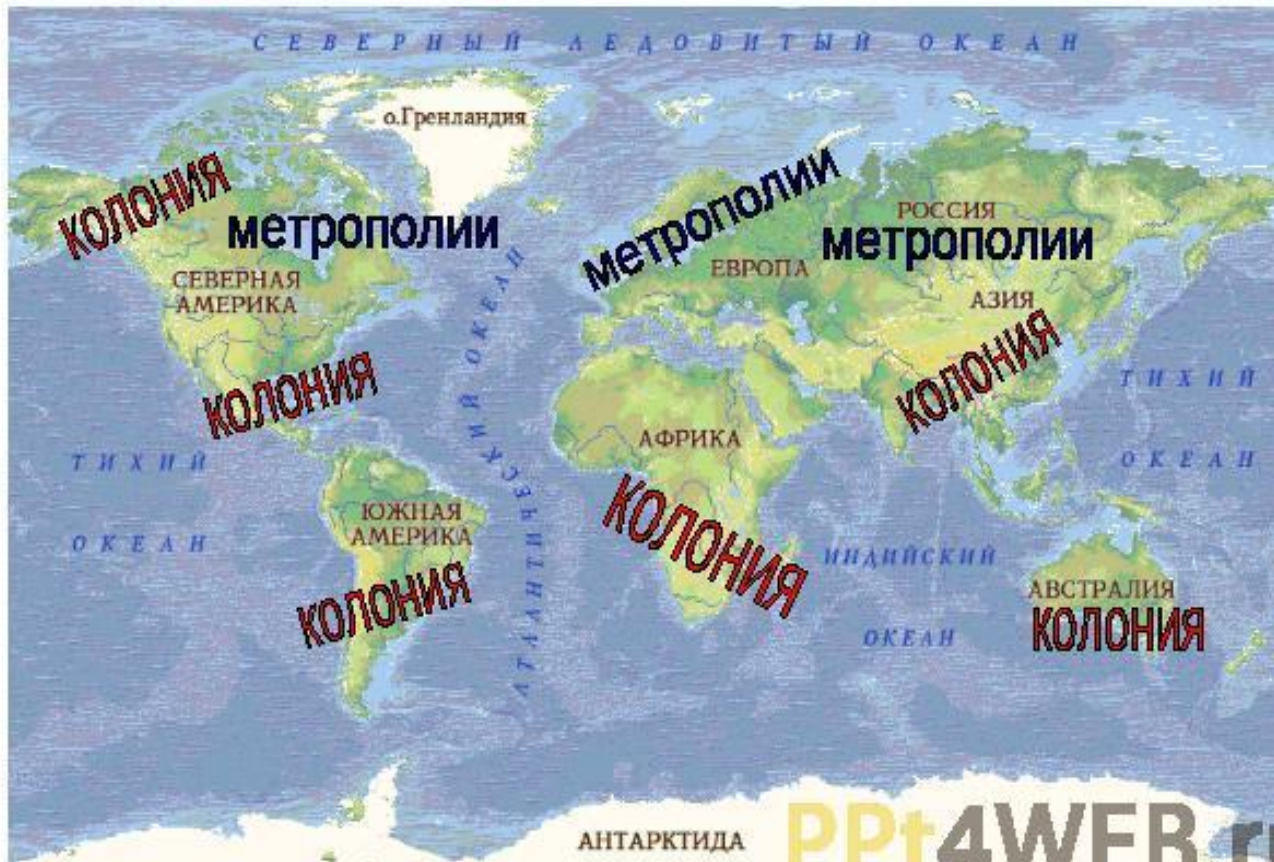 СЕВЕРНЫЙ ЛЕДОВИТЫЙ ОКЕАН
о.Гренландия
КОЛОНИЯ
метрополии
метрополии
РОССИЯ
метрополии
ЕВРОПА
СЕВЕРНАЯ
АМЕРИКА
АЗИЯ
КОЛОНИЯ
КОЛОНИЯ
АТЛАНТИЧЕСКИЙ ОКЕАН
ТИХИЙ
ОКЕАН
АФРИКА
ТИХИЙ
ОКЕАН
КОЛОНИЯ
ЮЖНАЯ
АМЕРИКА
КОЛОНИЯ
ИНДИЙСКИЙ
ОКЕАН
АВСТРАЛИЯ
КОЛОНИЯ
АНТАРКТИДА
PPt4WEB.ru